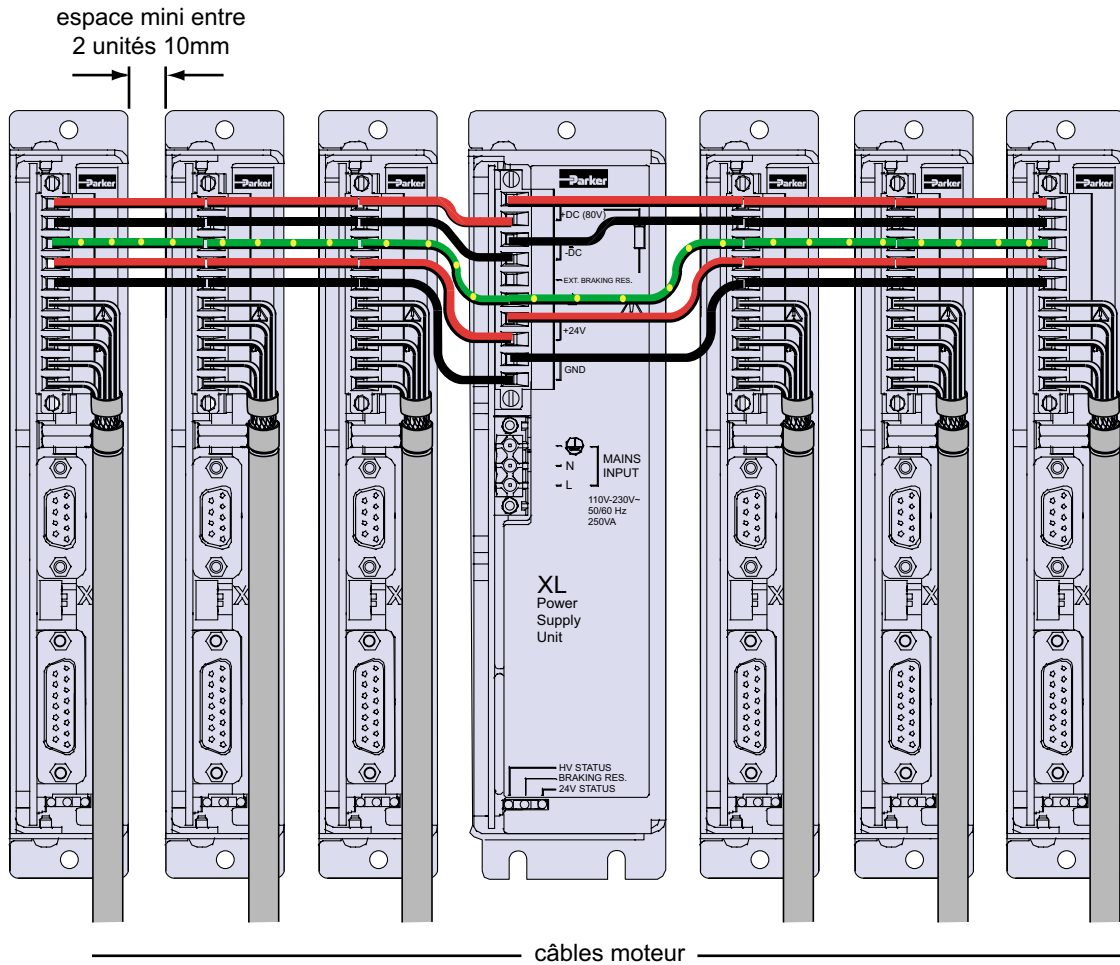 espace mini entre
2 unités 10mm
Parker
Parker
Parker
Parker
Parker
Parker
Parker
+DC (80V)
-DC
EXT. BRAKING RES.
+24V
GND
N
L
MAINS
INPUT
110V-230V~
50/60 Hz
250VA
X
X
X
X
X
XL
Power
Supply
Unit
HV STATUS
BRAKING RES.
24V STATUS
câbles moteur